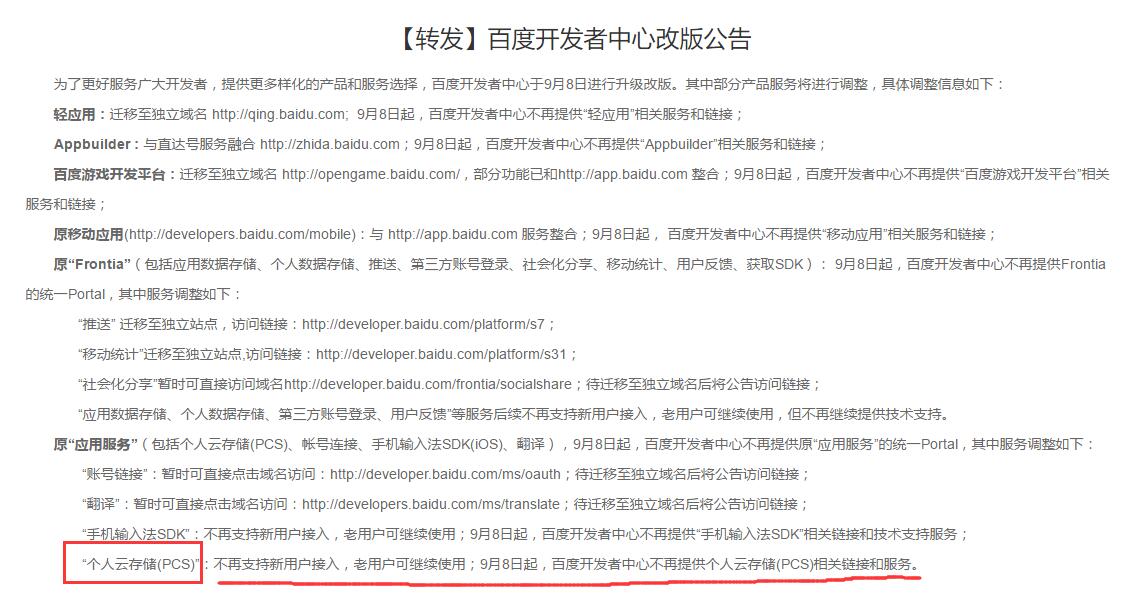 【转发】百度开发者中心改版公告
为了更好服务广大开发者，提供更多样化的产品和服务选择，百度开发者中心于9月8日进行升级改版。其中部分产品服务将进行调整，具体调整信息如下：
轻应用：迁移至独立域名 http://qing.baidu.com;  9月8日起，百度开发者中心不再提供“轻应用”相关服务和链接；
Appbuilder：与直达号服务融合 http://zhida.baidu.com；9月8日起，百度开发者中心不再提供“Appbuilder”相关服务和链接；
百度游戏开发平台：迁移至独立域名 http://opengame.baidu.com/，部分功能已和http://app.baidu.com 整合；9月8日起，百度开发者中心不再提供“百度游戏开发平台”相关
服务和链接；
原移动应用(http://developers.baidu.com/mobile)：与 http://app.baidu.com 服务整合；9月8日起， 百度开发者中心不再提供“移动应用”相关服务和链接；
原“Frontia”（包括应用数据存储、个人数据存储、推送、第三方账号登录、社会化分享、移动统计、用户反馈、获取SDK）： 9月8日起，百度开发者中心不再提供Frontia
的统一Portal，其中服务调整如下：
“推送” 迁移至独立站点，访问链接：http://developer.baidu.com/platform/s7；
“移动统计”迁移至独立站点,访问链接：http://developer.baidu.com/platform/s31；
“社会化分享”暂时可直接访问域名http://developer.baidu.com/frontia/socialshare；待迁移至独立域名后将公告访问链接；
“应用数据存储、个人数据存储、第三方账号登录、用户反馈”等服务后续不再支持新用户接入，老用户可继续使用，但不再继续提供技术支持。
原“应用服务”（包括个人云存储(PCS)、帐号连接、手机输入法SDK(iOS)、翻译），9月8日起，百度开发者中心不再提供原“应用服务”的统一Portal，其中服务调整如下：
“账号链接”：暂时可直接点击域名访问：http://developer.baidu.com/ms/oauth；待迁移至独立域名后将公告访问链接；
“翻译”：暂时可直接点击域名访问：http://developers.baidu.com/ms/translate；待迁移至独立域名后将公告访问链接；
“手机输入法SDK”：不再支持新用户接入，老用户可继续使用；9月8日起，百度开发者中心不再提供“手机输入法SDK”相关链接和技术支持服务；
“个人云存储(PCS)”：不再支持新用户接入，老用户可继续使用；9月8日起，百度开发者中心不再提供个人云存储(PCS)相关链接和服务。